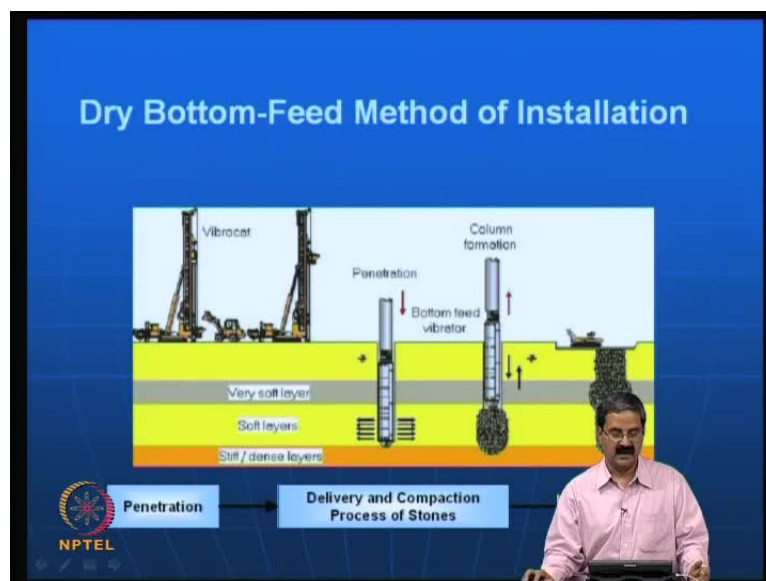 Dry Bottom-Feed Method of Installation
Vibrocat
Column
formation
Penetration
Bottom feed
vibrator
Very soft layer
Soft layers
Stiff / dense layers
Penetration
Delivery and Compaction
Process of Stones
NPTEL